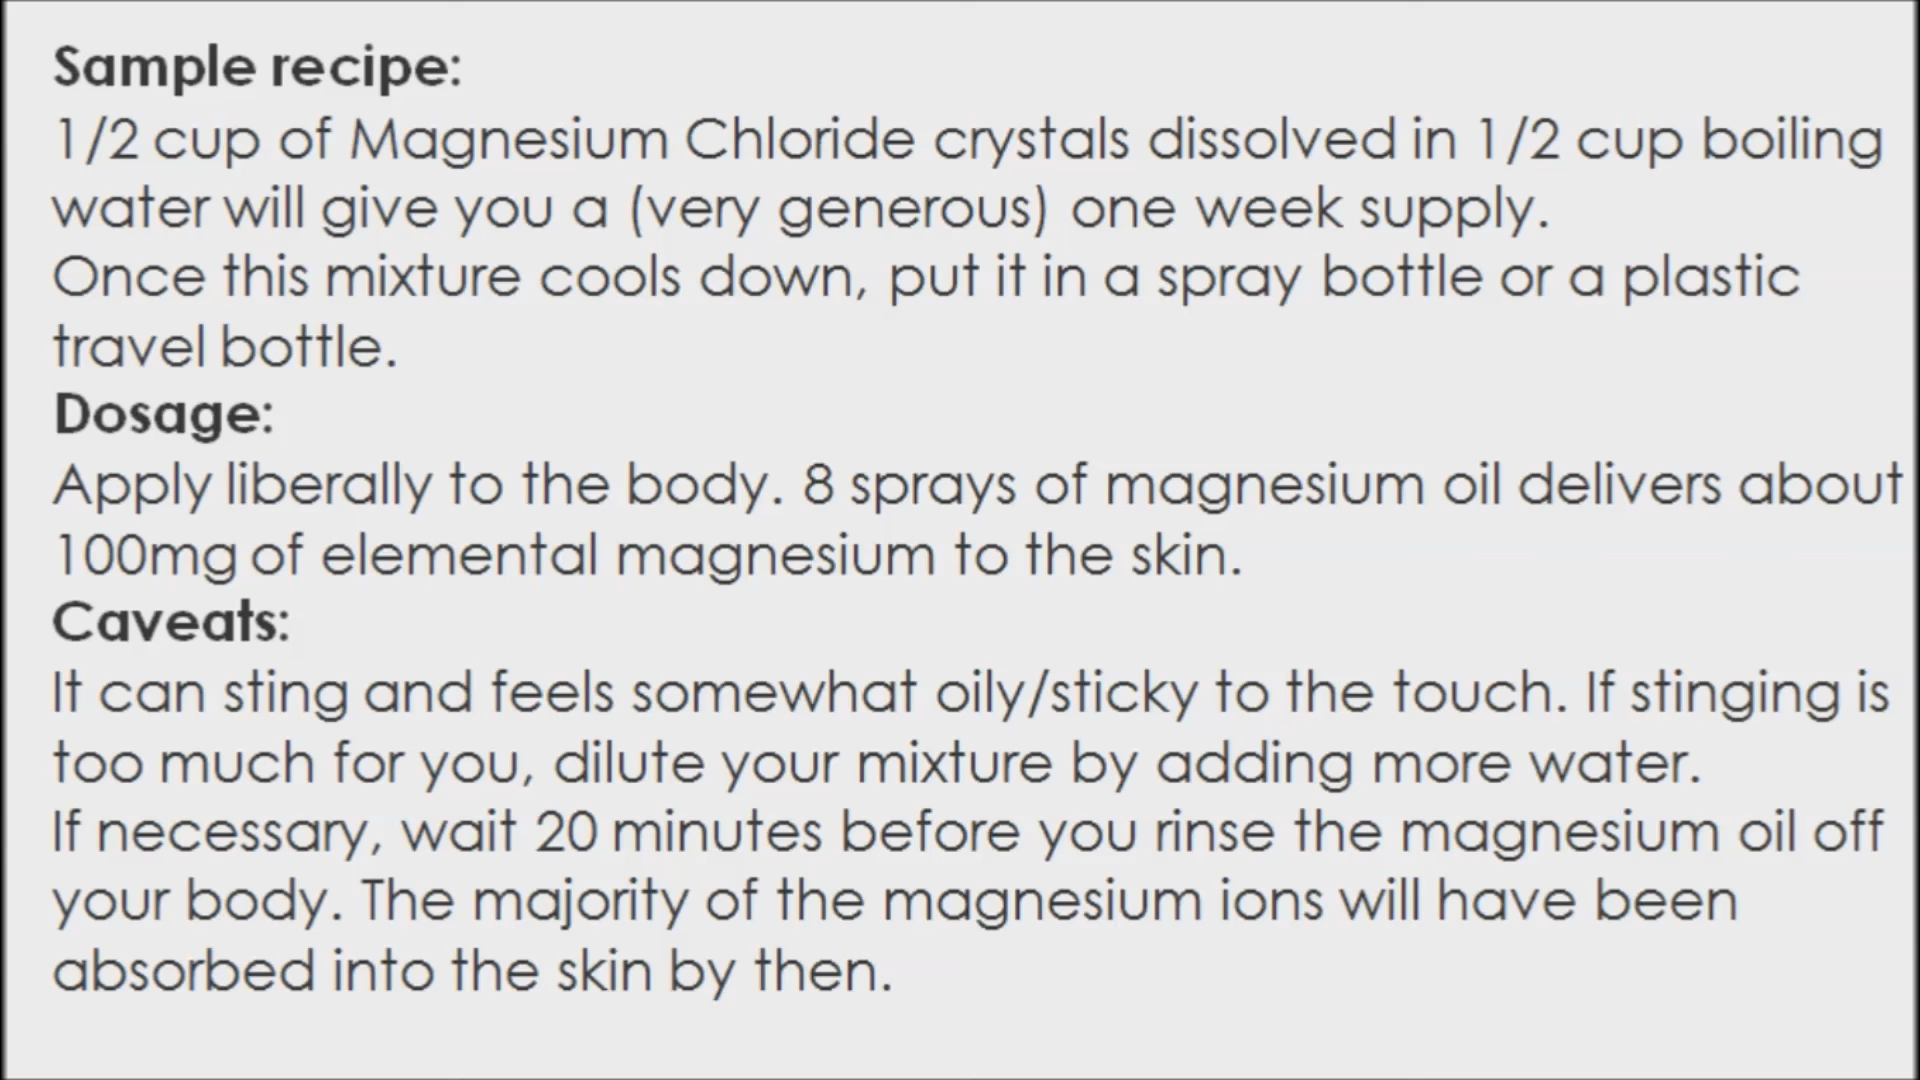 Sample recipe:
1/2 cup of Magnesium Chloride crystals dissolved in 1/2 cup boiling
water will give you a (very generous) one week supply.
Once this mixture cools down, put it in a spray bottle or a plastic
travel bottle.
Dosage:
Apply liberally to the body. 8 sprays of magnesium oil delivers about
100mg of elemental magnesium to the skin.
Caveats:
It can sting and feels somewhat oily/sticky to the touch. If stinging is
too much for you, dilute your mixture by adding more water.
If necessary, wait 20 minutes before you rinse the magnesium oil off
your body. The majority of the magnesium ions will have been
absorbed into the skin by then.